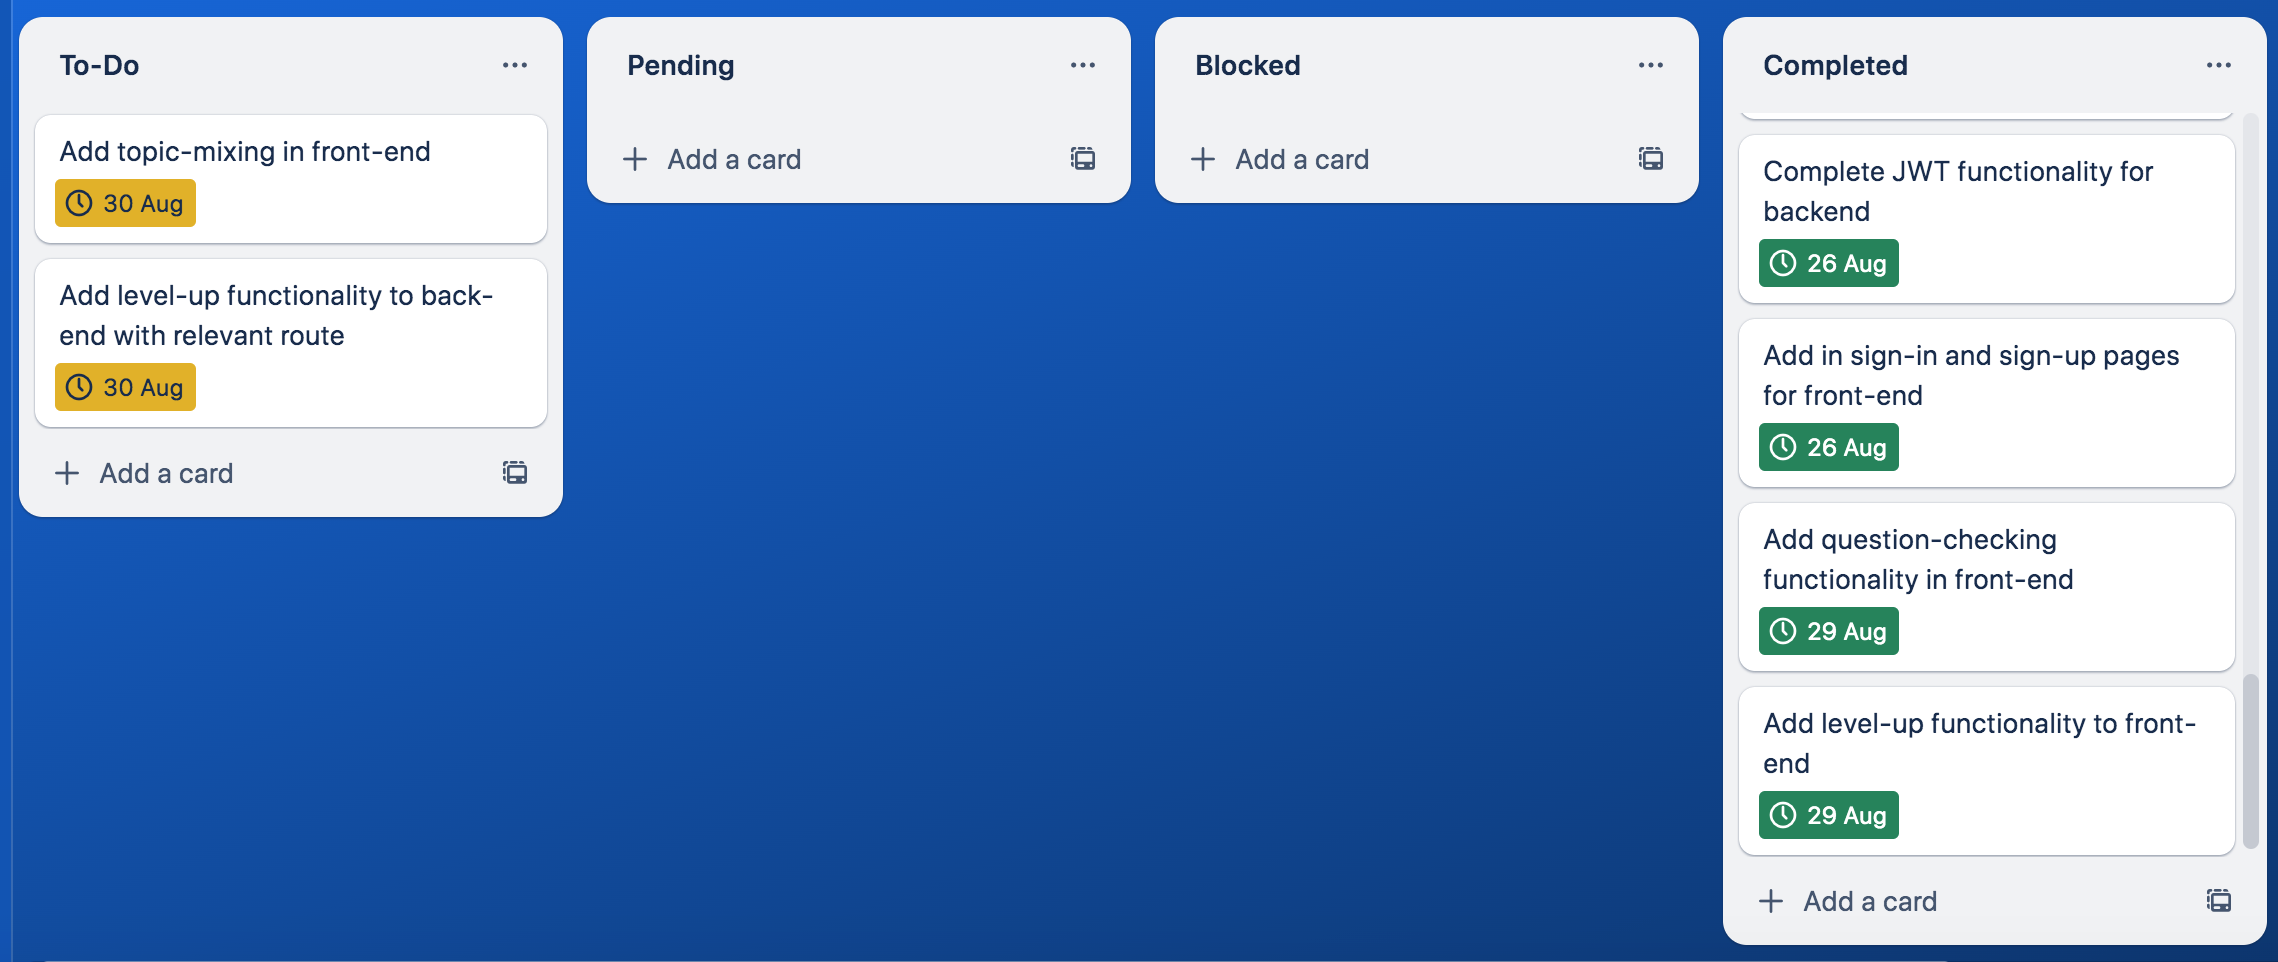 To-Do
Add topic-mixing in front-end
30 Aug
Add level-up functionality to back-
end with relevant route
30 Aug
Add a card
Pending
Add a card
Blocked
Add a card
Completed
Complete JWT functionality for
backend
26 Aug
Add in sign-in and sign-up pages
for front-end
26 Aug
Add question-checking
functionality in front-end
29 Aug
Add level-up functionality to front-
end
29 Aug
Add a card